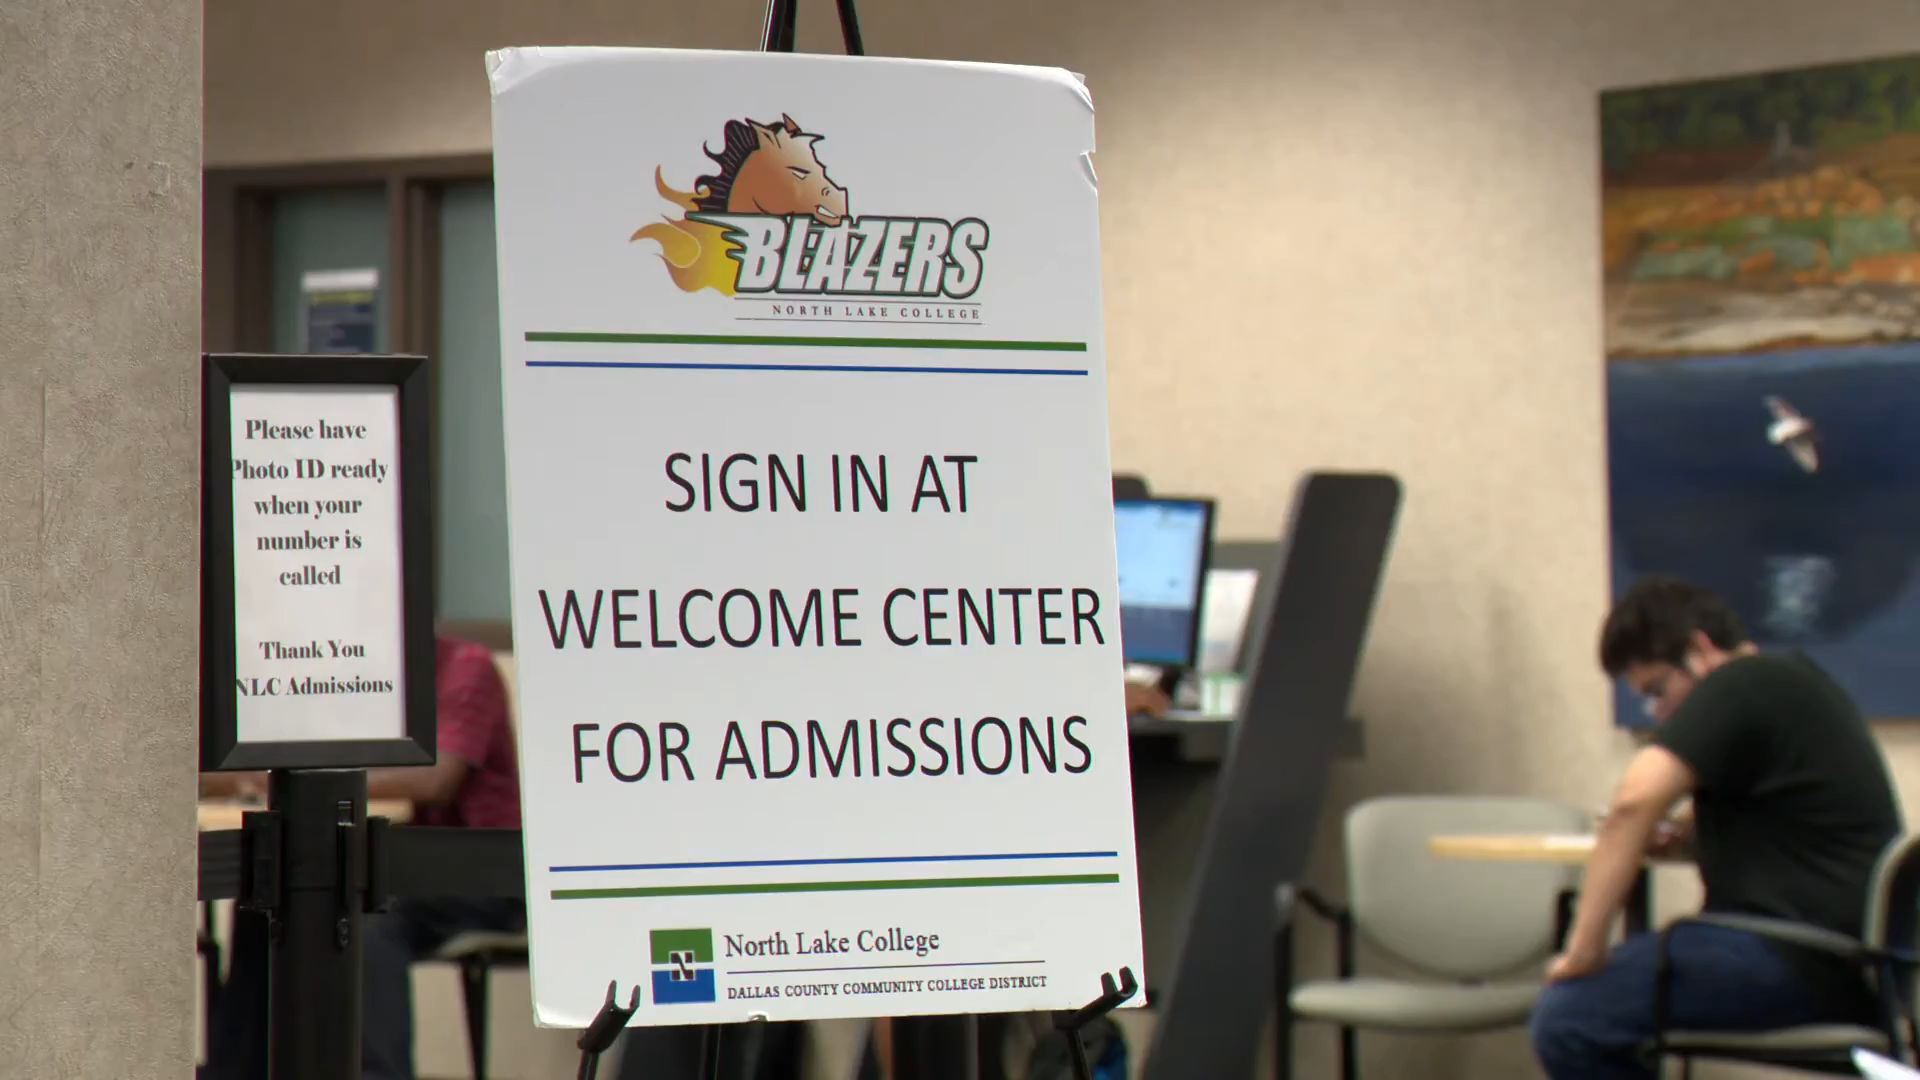 BLAZERS
NORTH LAKE COLLEGE
SIGN IN AT
WELCOME CENTER
FOR ADMISSIONS
North Lake College
DALLAS COUNTY COMMUNITY COLLEGE DISTRICT
Please have
Photo ID ready
when your
number is
called
Thank You
NLC Admissions